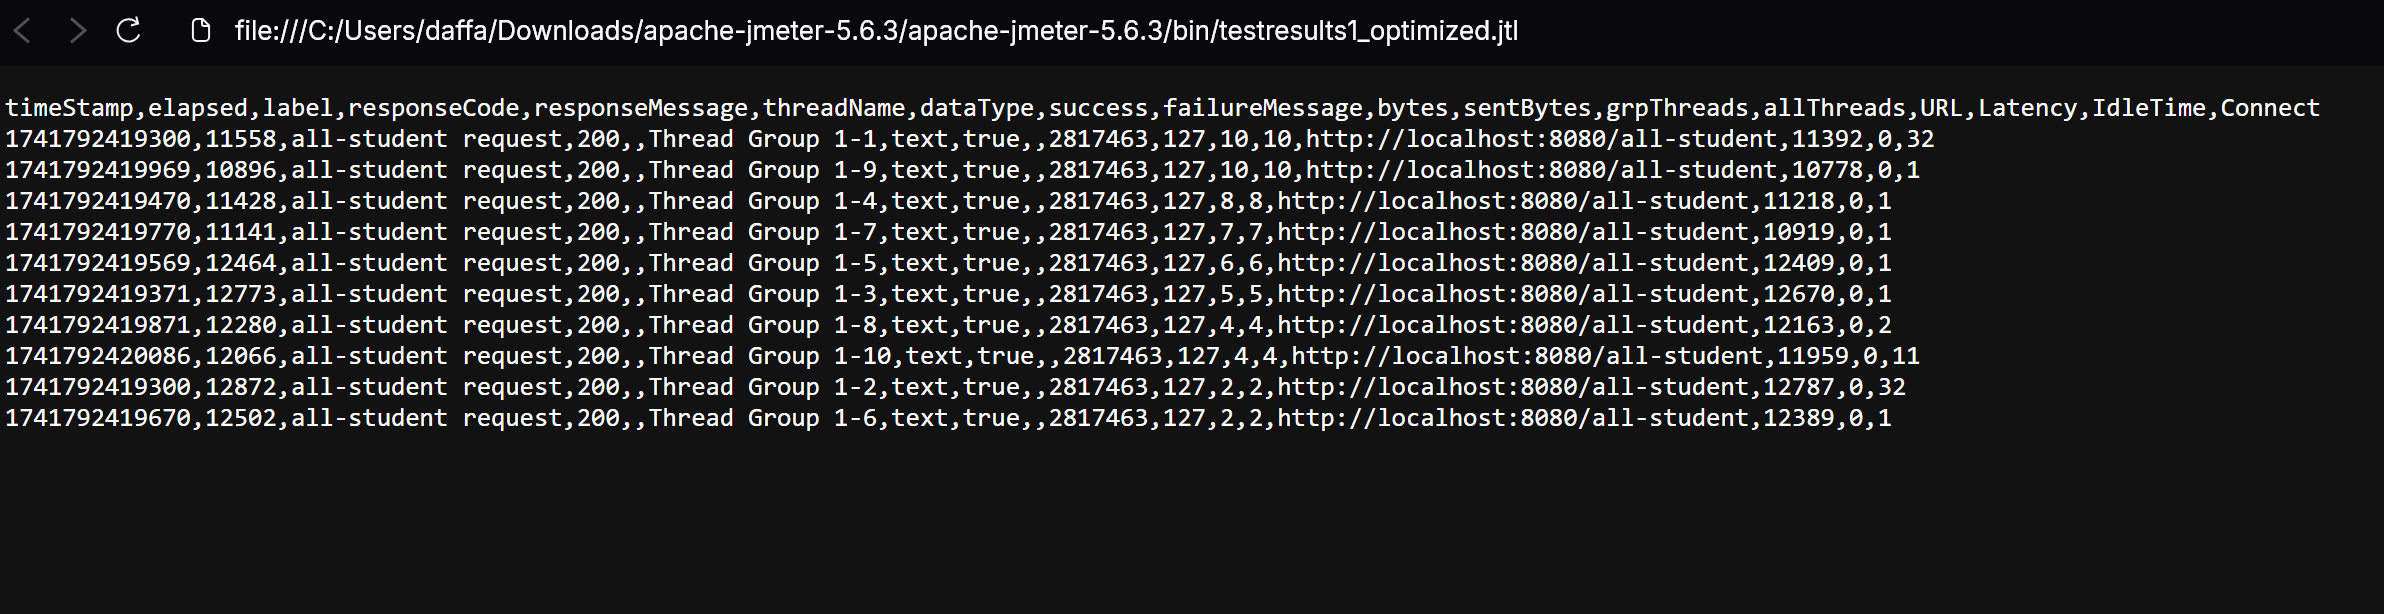 file:///C:/Users/daffa/Downloads/apache-jmeter-5.6.3/apache-jmeter-5.6.3/bin/testresults1_optimized.jtl
timeStamp,elapsed,label,responseCode,responseMessage,threadName,dataType,success,failureMessage,bytes,sentBytes,grpThreads,allThreads,URL,Latency,IdleTime,Connect
1741792419300,11558,all-student request,200,,Thread Group 1-1,text,true,,2817463,127,10,10,http://localhost:8080/all-student,11392,0,32
1741792419969,10896,all-student request,200,,Thread Group 1-9,text,true,,2817463,127,10,10,http://localhost:8080/all-student,10778,0,1
1741792419470,11428,all-student request,200,,Thread Group 1-4,text,true,,2817463,127,8,8,http://localhost:8080/all-student,11218,0,1
1741792419770,11141,all-student request,200,,Thread Group 1-7,text,true,,2817463,127,7,7,http://localhost:8080/all-student,10919,0,1
1741792419569,12464,all-student request,200,,Thread Group 1-5,text,true,,2817463,127,6,6,http://localhost:8080/all-student,12409,0,1
1741792419371,12773,all-student request,200,,Thread Group 1-3,text,true,,2817463,127,5,5,http://localhost:8080/all-student,12670,0,1
1741792419871,12280,all-student request,200,,Thread Group 1-8,text,true,,2817463,127,4,4,http://localhost:8080/all-student,12163,0,2
1741792420086,12066,all-student request,200,,Thread Group 1-10,text,true,,2817463,127,4,4,http://localhost:8080/all-student,11959,0,11
1741792419300,12872,all-student request,200,,Thread Group 1-2,text,true,,2817463,127,2,2,http://localhost:8080/all-student,12787,0,32
1741792419670,12502,all-student request,200,,Thread Group 1-6,text,true,,2817463,127,2,2,http://localhost:8080/all-student,12389,0,1